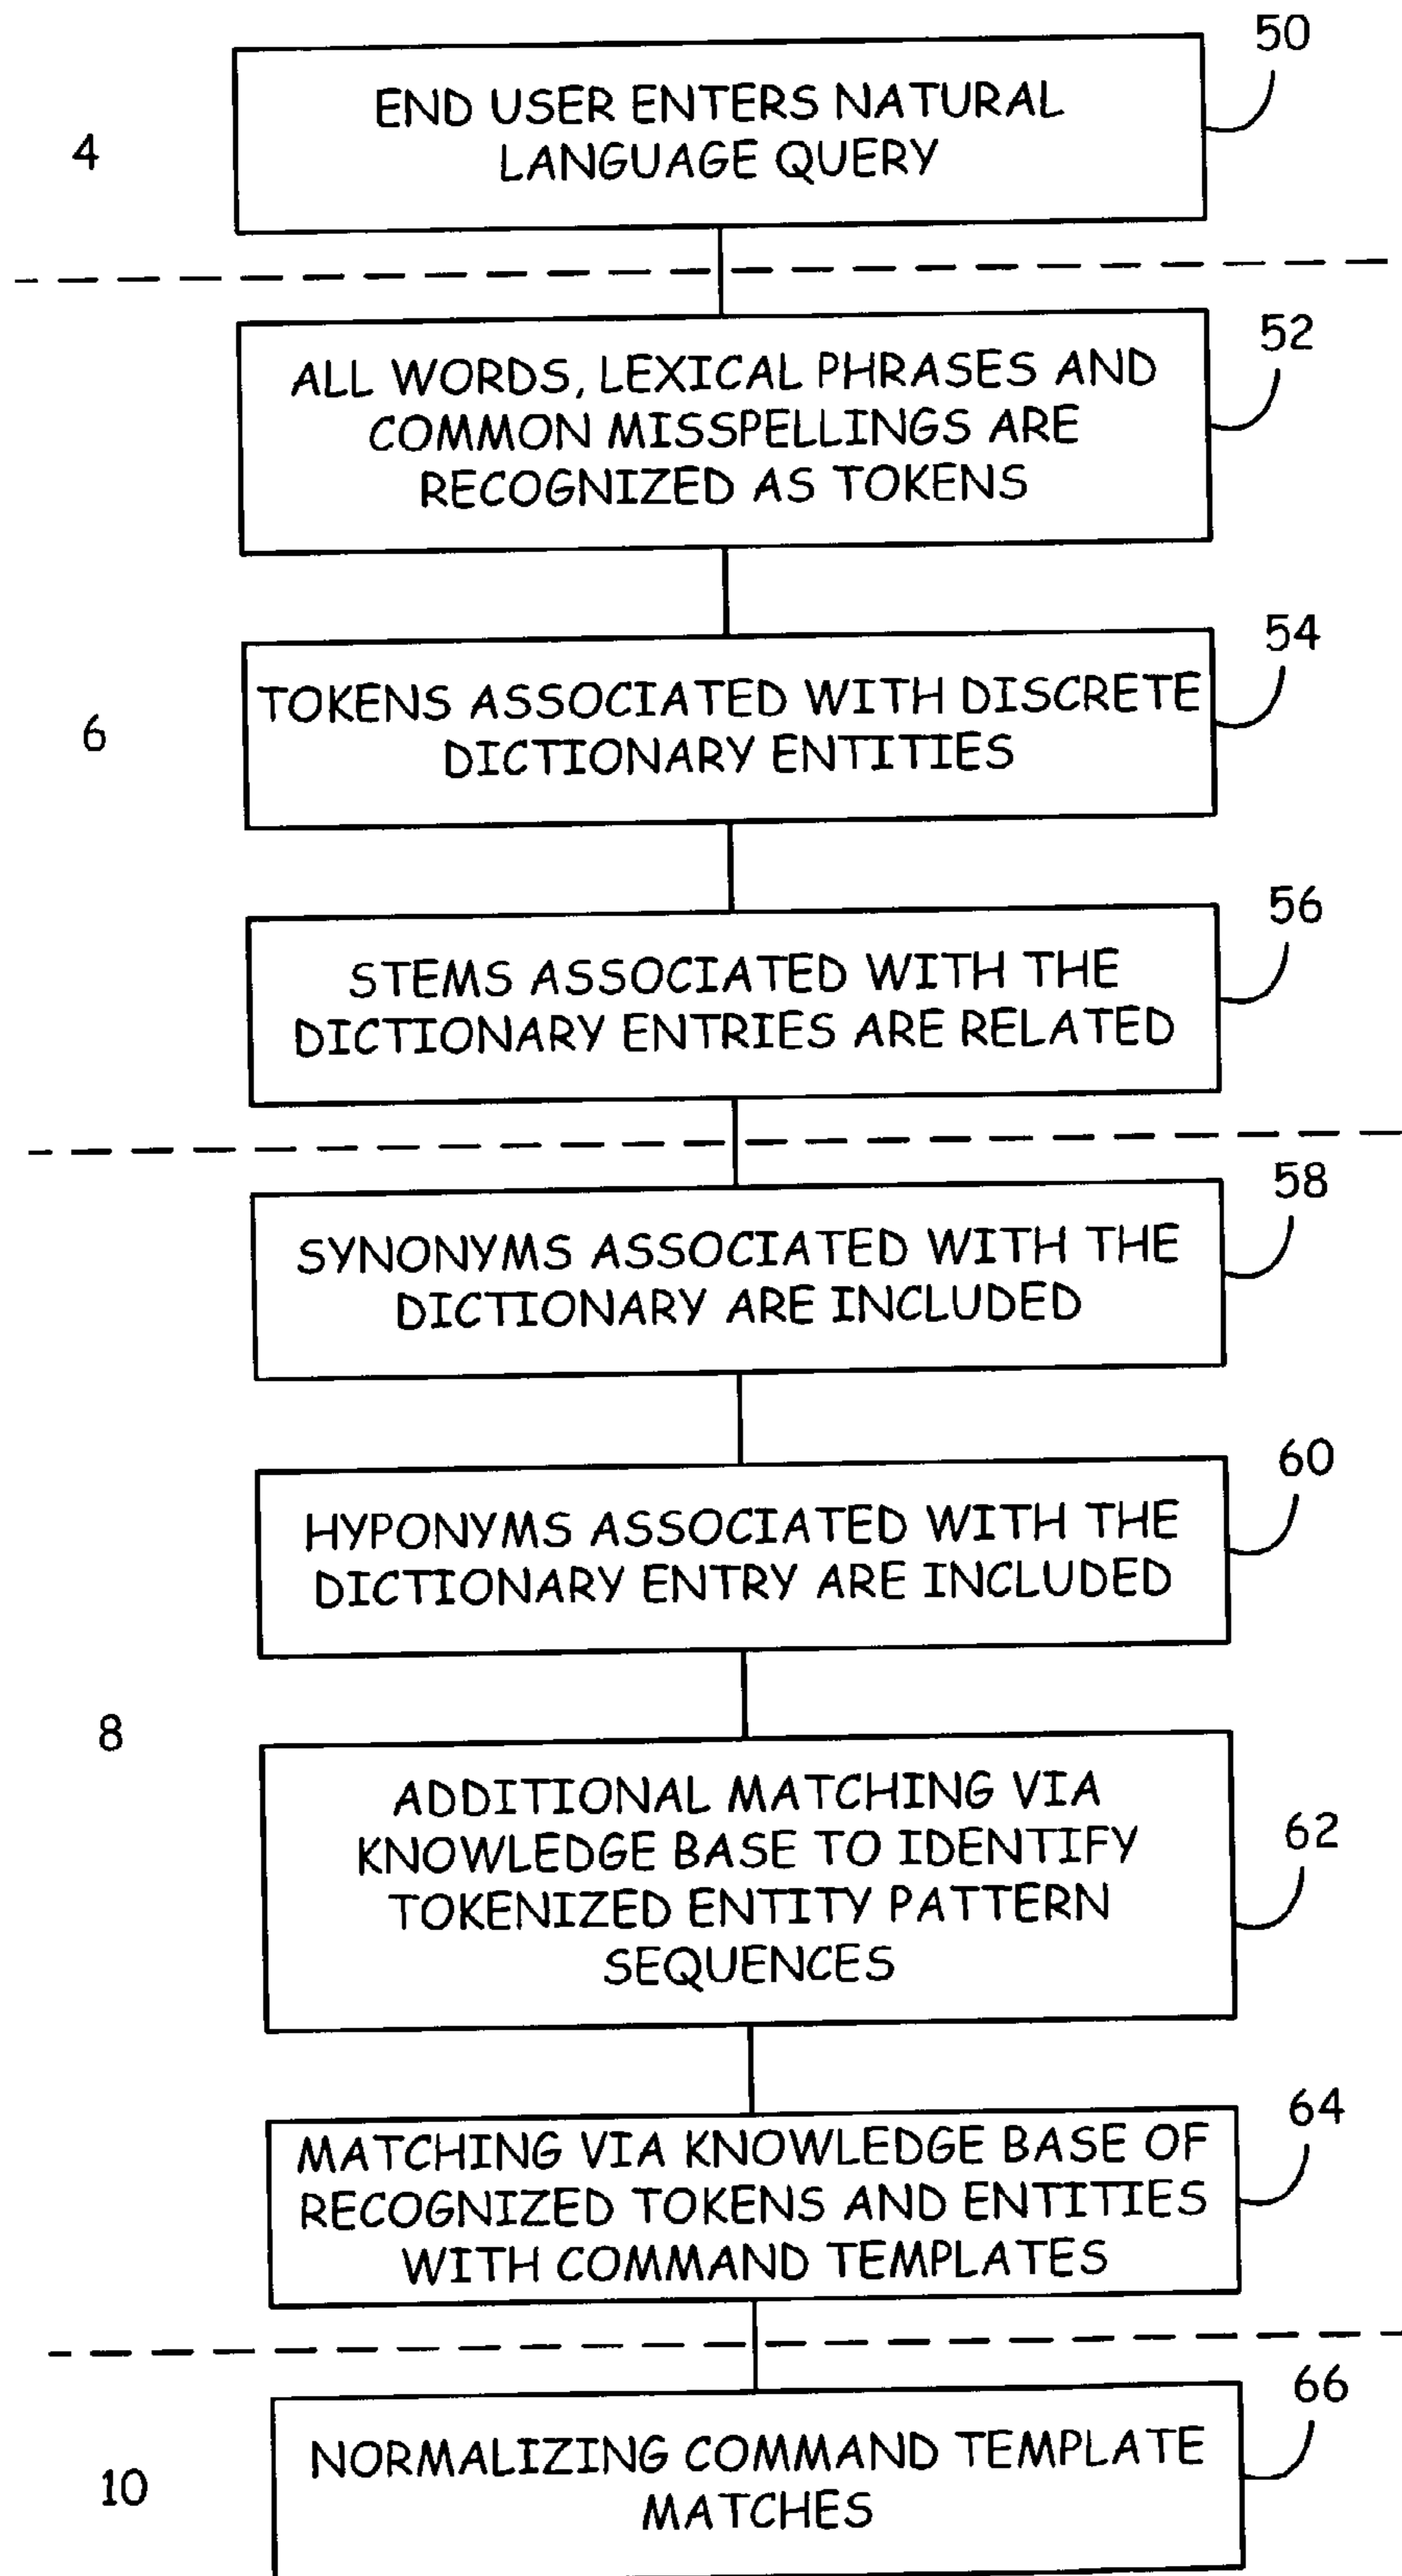 50
END USER ENTERS NATURAL
LANGUAGE QUERY
4
52
ALL WORDS, LEXICAL PHRASES AND
COMMON MISSPELLINGS ARE
RECOGNIZED AS TOKENS
54
TOKENS ASSOCIATED WITH DISCRETE
DICTIONARY ENTITIES
6
56
STEMS ASSOCIATED WITH THE
DICTIONARY ENTRIES ARE RELATED
58
SYNONYMS ASSOCIATED WITH THE
DICTIONARY ARE INCLUDED
60
HYPONYMS ASSOCIATED WITH THE
DICTIONARY ENTRY ARE INCLUDED
8
ADDITIONAL MATCHING VIA
KNOWLEDGE BASE TO IDENTIFY
TOKENIZED ENTITY PATTERN
SEQUENCES
62
64
MATCHING VIA KNOWLEDGE BASE OF
RECOGNIZED TOKENS AND ENTITIES
WITH COMMAND TEMPLATES
66
NORMALIZING COMMAND TEMPLATE
MATCHES
10